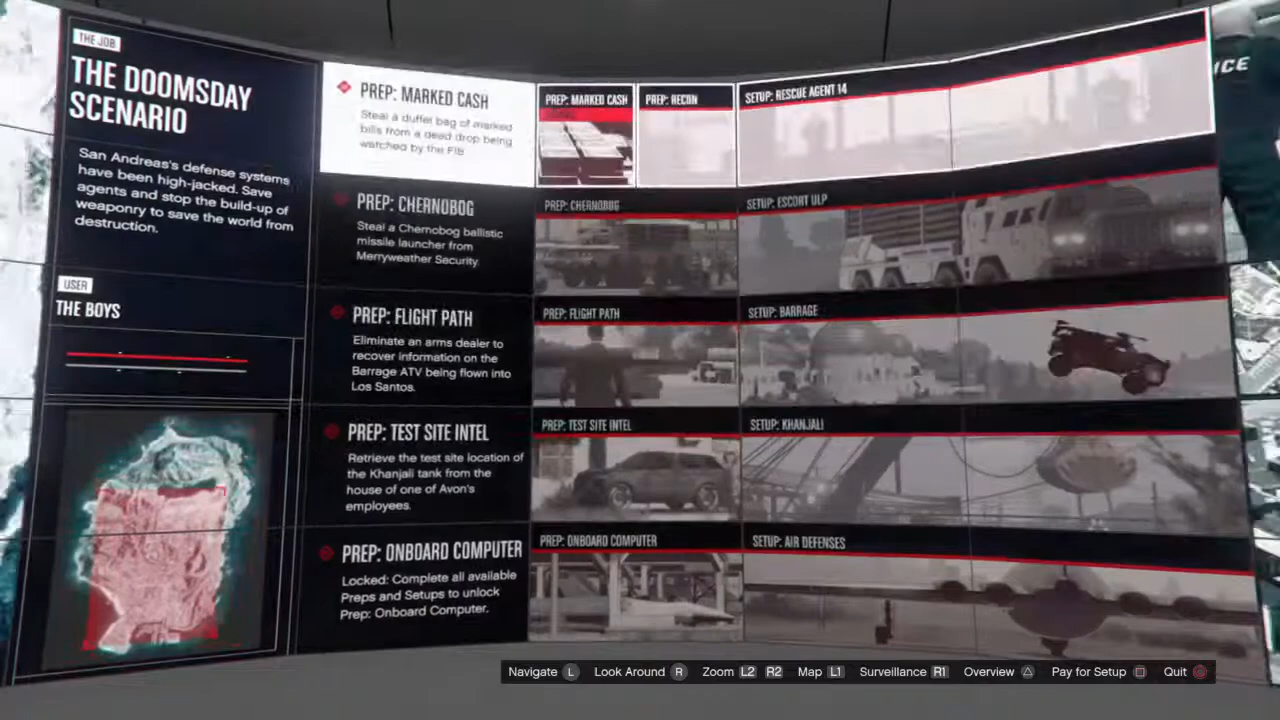 THE JOB
THE DOOMSDAY
SCENARIO
San Andreas's defense systems
have been high-jacked. Save
agents and stop the build-up of
weaponry to save the world from
destruction.
USER
THE BOYS
PREP: MARKED CASH
Steal a duffel bag of marked
bills from a dead drop being
watched by the FIB.
PREP: CHERNOBOG
Steal a Chernobog ballistic
missile launcher from
Merryweather Security.
PREP: FLIGHT PATH
Eliminate an arms dealer to
recover information on the
Barrage ATV being flown into
Los Santos.
PREP: TEST SITE INTEL
Retrieve the test site location of
the Khanjali tank from the
house of one of Avon's
employees.
PREP: ONBOARD COMPUTER
Locked: Complete all available
Preps and Setups to unlock
Prep: Onboard Computer.
PREP: MARKED CASH
PREP: RECON
SETUP: RESCUE AGENT 14
PREP: CHERNOBOG
SETUP: ESCORT ULP
PREP: FLIGHT PATH
SETUP: BARRAGE
PREP: TEST SITE INTEL
SETUP: KHANJALI
PREP: ONBOARD COMPUTER
SETUP: AIR DEFENSES
ICE
Navigate L Look Around R Zoom L2 R2 Map L1 Surveillance R1 Overview Pay for Setup Quit